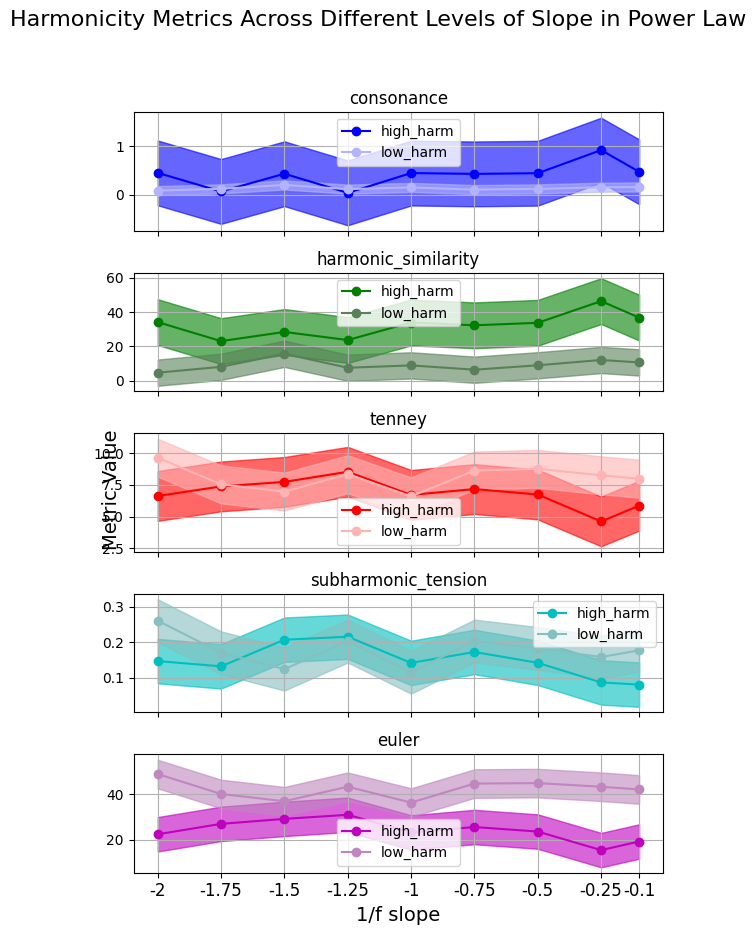 Harmonicity Metrics Across Different Levels of Slope in Power Law
consonance
high_harm
low_harm
1
0
harmonic_similarity
high_harm
low_harm
60
40
20
0
tenney
high_harm
low_harm
10.0
7.5
5.0
2.5
Metric Value
subharmonic_tension
high_harm
low_harm
0.3
0.2
0.1
euler
high_harm
low_harm
40
20
-2 -1.75 -1.5 -1.25 -1 -0.75 -0.5 -0.25 -0.1
1/f slope